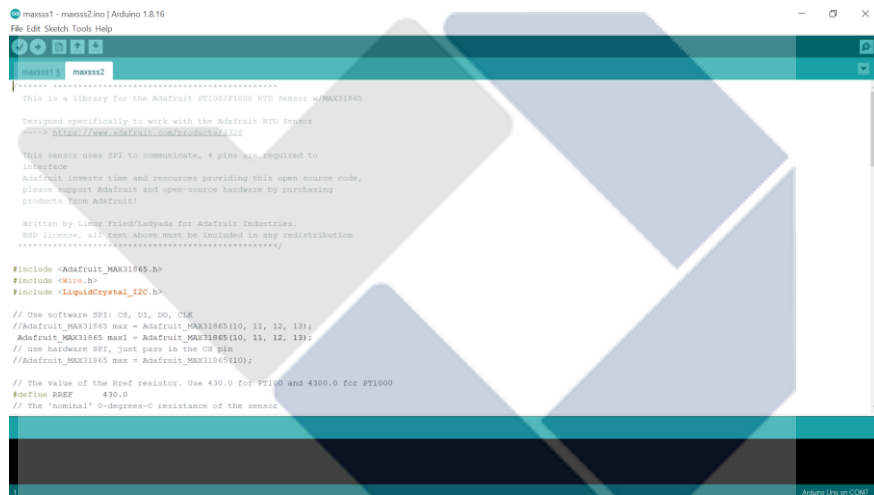 maxsss1 - maxsss2.ino | Arduino 1.8.16
File Edit Sketch Tools Help
maxsss1 §
maxsss2
/****** ********************************************
This is a library for the Adafruit PT100/P1000 RTD Sensor w/MAX31865
Designed specifically to work with the Adafruit RTD Sensor
----> https://www.adafruit.com/products/3328
This sensor uses SPI to communicate, 4 pins are required to
interface
Adafruit invests time and resources providing this open source code,
please support Adafruit and open-source hardware by purchasing
products from Adafruit!
Written by Limor Fried/Ladyada for Adafruit Industries.
BSD license, all text above must be included in any redistribution
****************************************************/
#include <Adafruit_MAX31865.h>
#include <Wire.h>
#include <LiquidCrystal_I2C.h>
// Use software SPI: CS, DI, DO, CLK
//Adafruit_MAX31865 max = Adafruit_MAX31865(10, 11, 12, 13);
Adafruit_MAX31865 max1 = Adafruit_MAX31865(10, 11, 12, 13);
// use hardware SPI, just pass in the CS pin
//Adafruit_MAX31865 max = Adafruit_MAX31865(10);
// The value of the Rref resistor. Use 430.0 for PT100 and 4300.0 for PT1000
#define RREF 430.0
// The 'nominal' 0-degrees-C resistance of the sensor
1
Arduino Uno on COM7